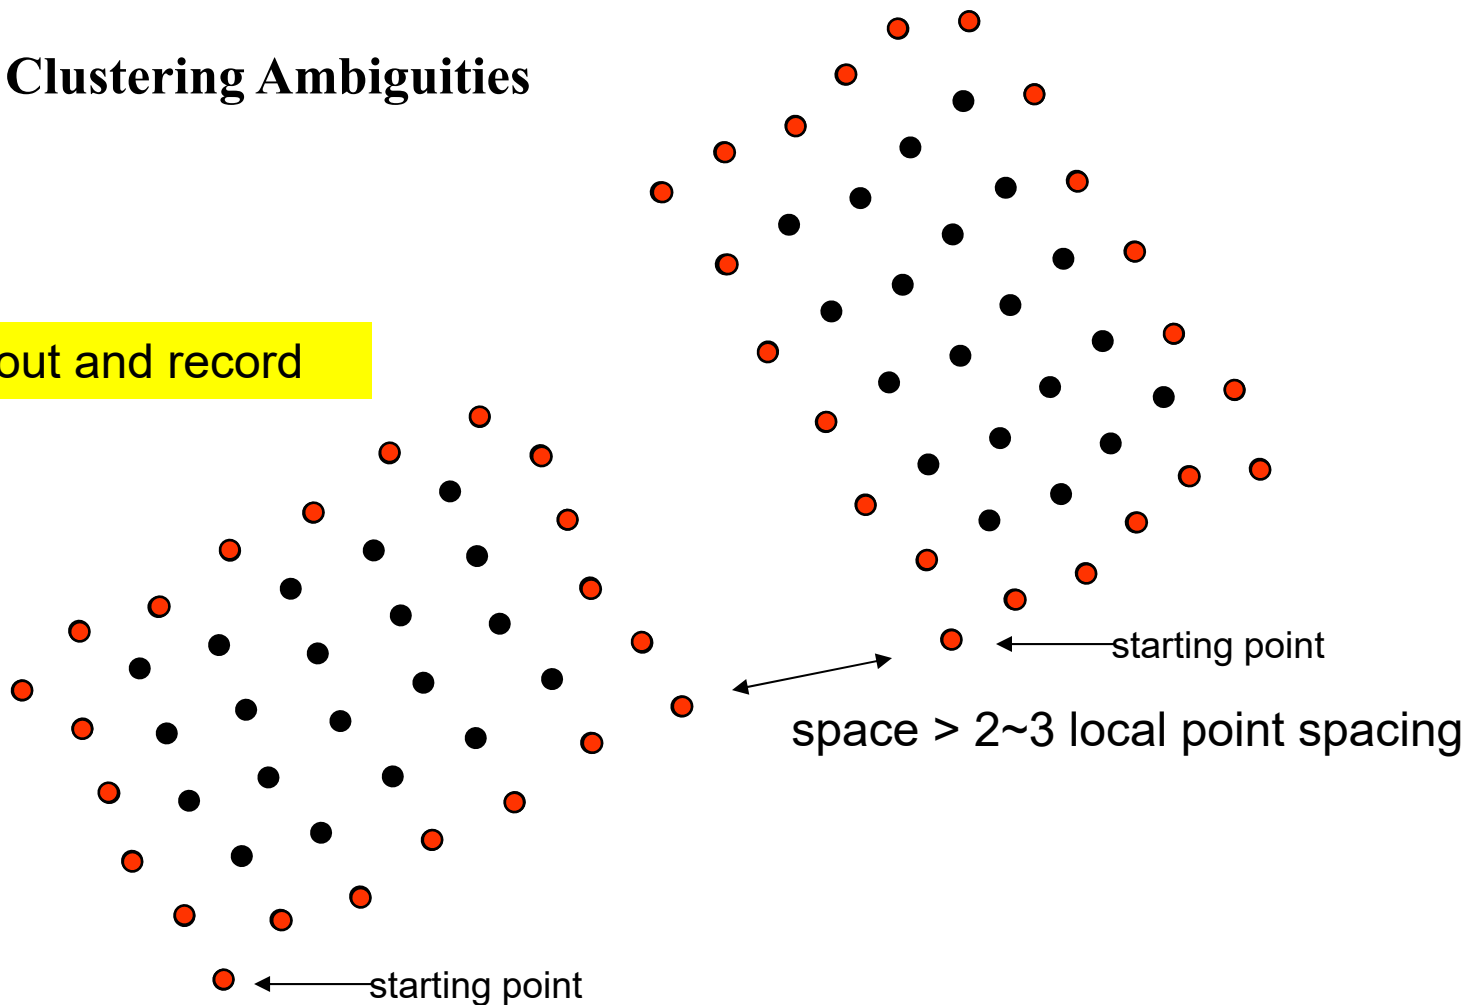 Clustering Ambiguities
out and record
starting point
space > 2~3 local point spacing
starting point